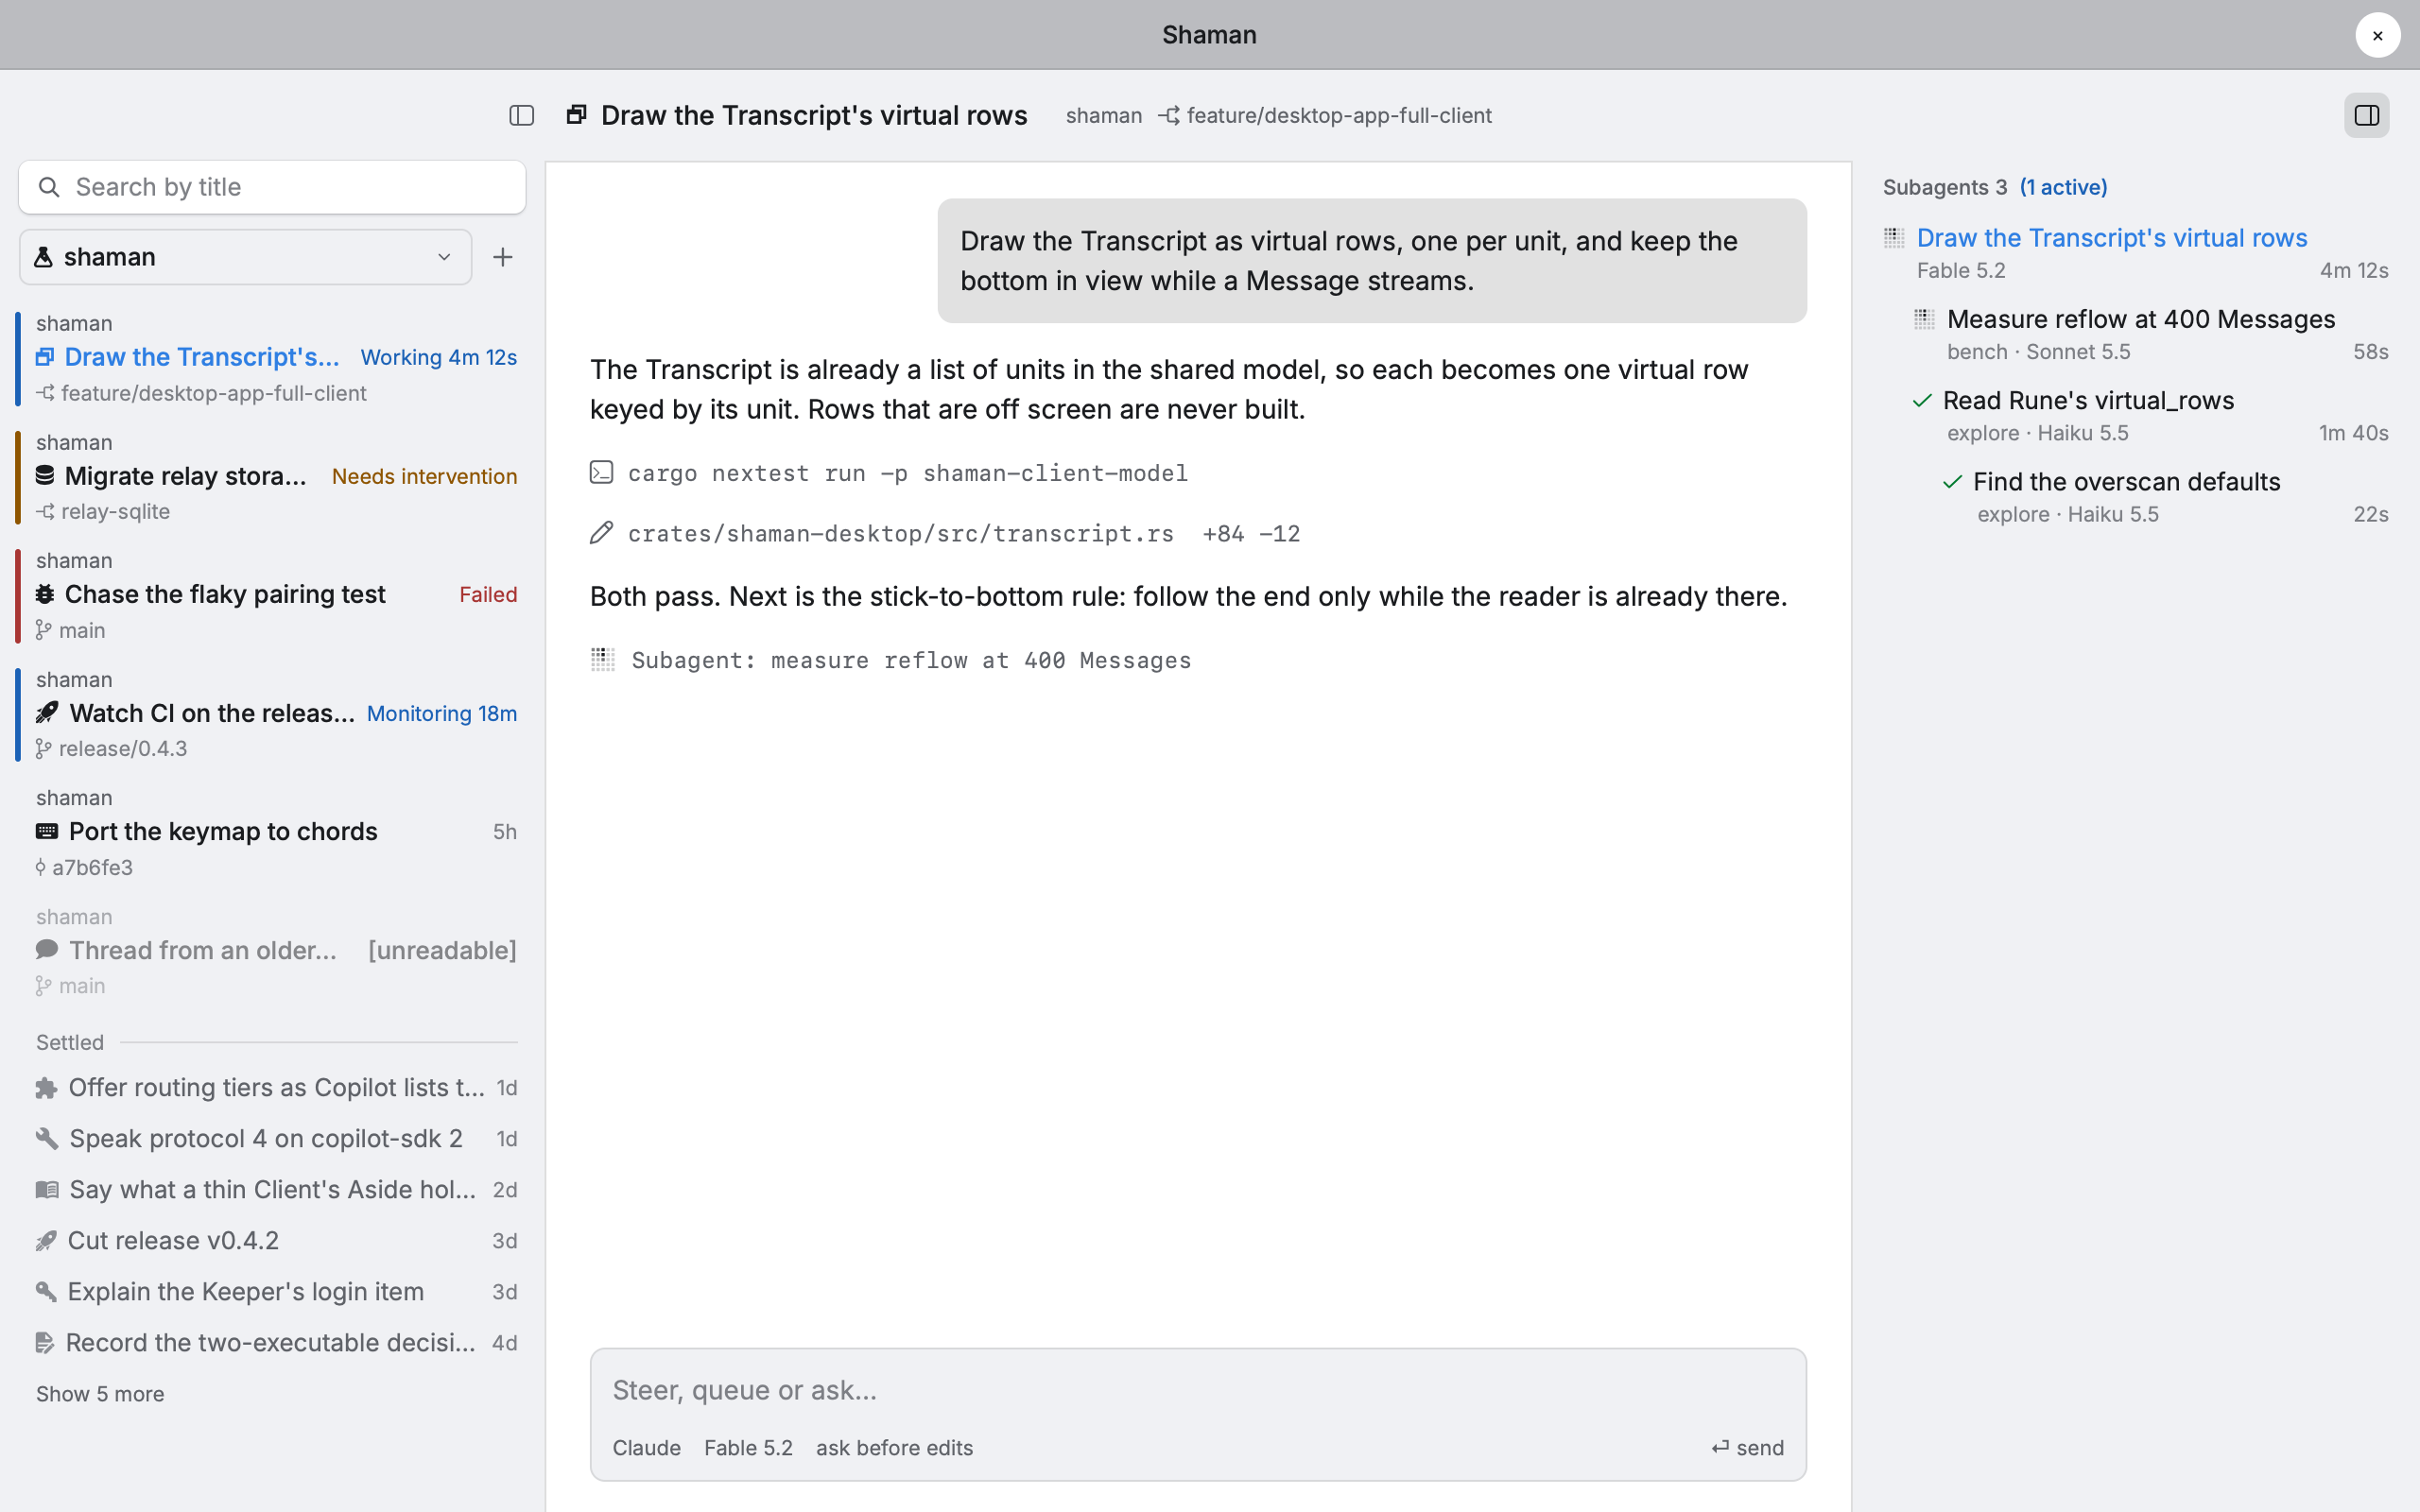 Shaman
Draw the Transcript's virtual rows shaman feature/desktop-app-full-client
Search by title
shaman
shaman
Draw the Transcript's... Working 4m 12s
feature/desktop-app-full-client
shaman
Migrate relay stora... Needs intervention
relay-sqlite
shaman
Chase the flaky pairing test Failed
main
shaman
Watch CI on the releas... Monitoring 18m
release/0.4.3
shaman
Port the keymap to chords 5h
a7b6fe3
shaman
Thread from an older... [unreadable]
main
Settled
Offer routing tiers as Copilot lists t... 1d
Speak protocol 4 on copilot-sdk 2 1d
Say what a thin Client's Aside hol... 2d
Cut release v0.4.2 3d
Explain the Keeper's login item 3d
Record the two-executable decisi... 4d
Show 5 more
Draw the Transcript as virtual rows, one per unit, and keep the
bottom in view while a Message streams.
The Transcript is already a list of units in the shared model, so each becomes one virtual row
keyed by its unit. Rows that are off screen are never built.
cargo nextest run -p shaman-client-model
crates/shaman-desktop/src/transcript.rs +84 -12
Both pass. Next is the stick-to-bottom rule: follow the end only while the reader is already there.
Subagent: measure reflow at 400 Messages
Steer, queue or ask...
Claude Fable 5.2 ask before edits send
Subagents 3 (1 active)
Draw the Transcript's virtual rows
Fable 5.2 4m 12s
Measure reflow at 400 Messages
bench · Sonnet 5.5 58s
Read Rune's virtual_rows
explore · Haiku 5.5 1m 40s
Find the overscan defaults
explore · Haiku 5.5 22s